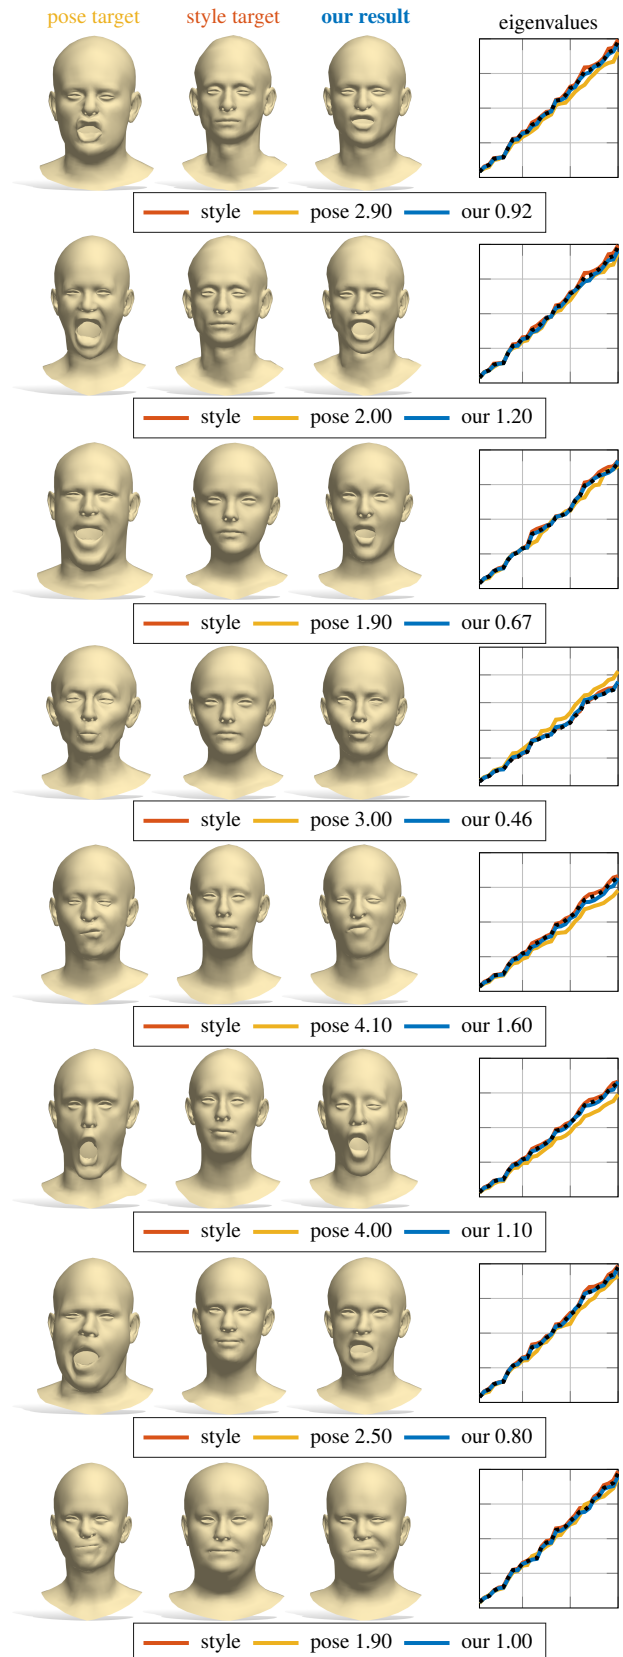 pose target style target our result eigenvalues
style pose 2.90 our 0.92
style pose 2.00 our 1.20
style pose 1.90 our 0.67
style pose 3.00 our 0.46
style pose 4.10 our 1.60
style pose 4.00 our 1.10
style pose 2.50 our 0.80
style pose 1.90 our 1.00